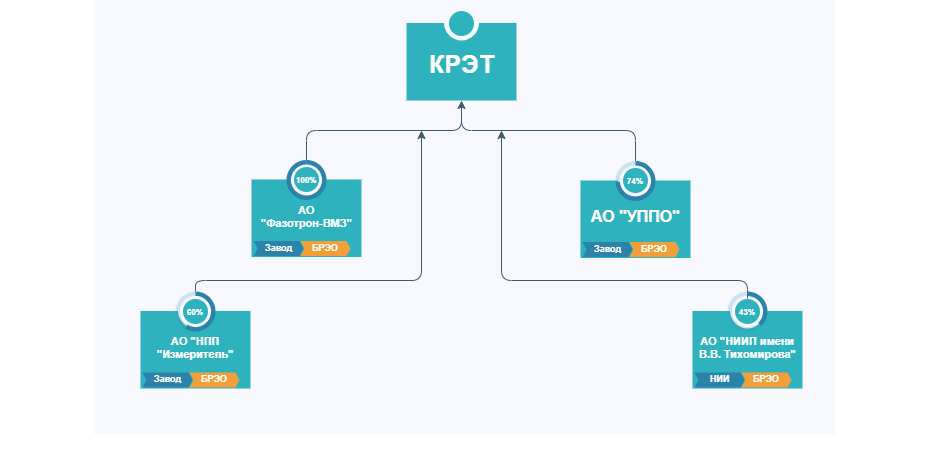 КРЭТ
100%
АО
"Фазотрон-ВМЗ"
Завод БРЭО
74%
АО "УППО"
Завод БРЭО
60%
АО "НПП
"Измеритель"
Завод БРЭО
43%
АО "НИИП имени
В.В. Тихомирова"
НИИ БРЭО